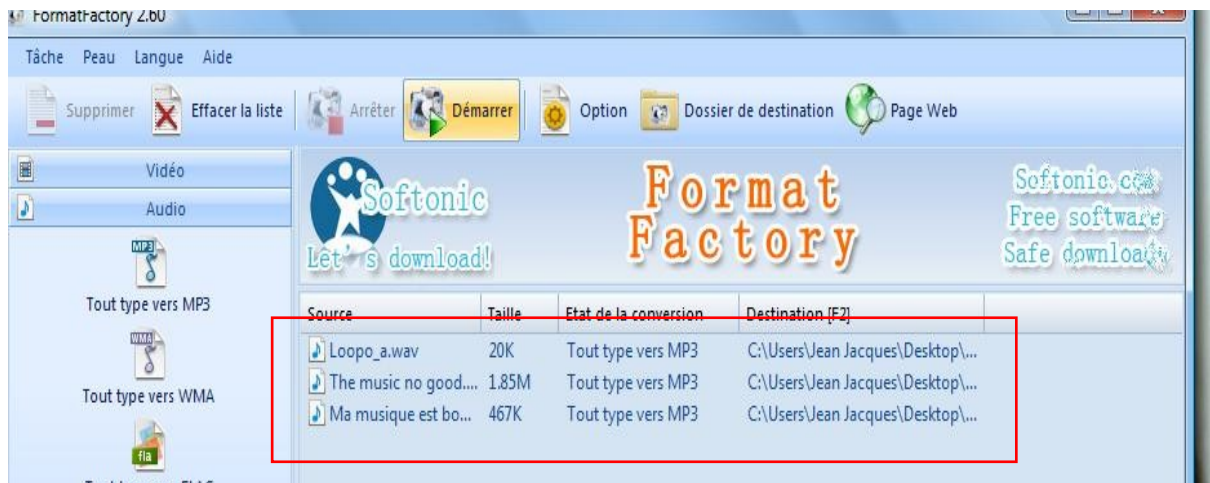 FormatFactory 2.60
Tâche Peau Langue Aide
Supprimer Effacer la liste Arrêter Démarrer Option Dossier de destination Page Web
Vidéo
Audio
MP3
Tout type vers MP3
WMA
Tout type vers WMA
fla
Softonic
Let's download!
Format
Factory
Softonic.com
Free software
Safe downloads
Source Taille Etat de la conversion Destination [F2]
Loopo_a.wav 20K Tout type vers MP3 C:\Users\Jean Jacques\Desktop\...
The music no good.... 1.85M Tout type vers MP3 C:\Users\Jean Jacques\Desktop\...
Ma musique est bo... 467K Tout type vers MP3 C:\Users\Jean Jacques\Desktop\...